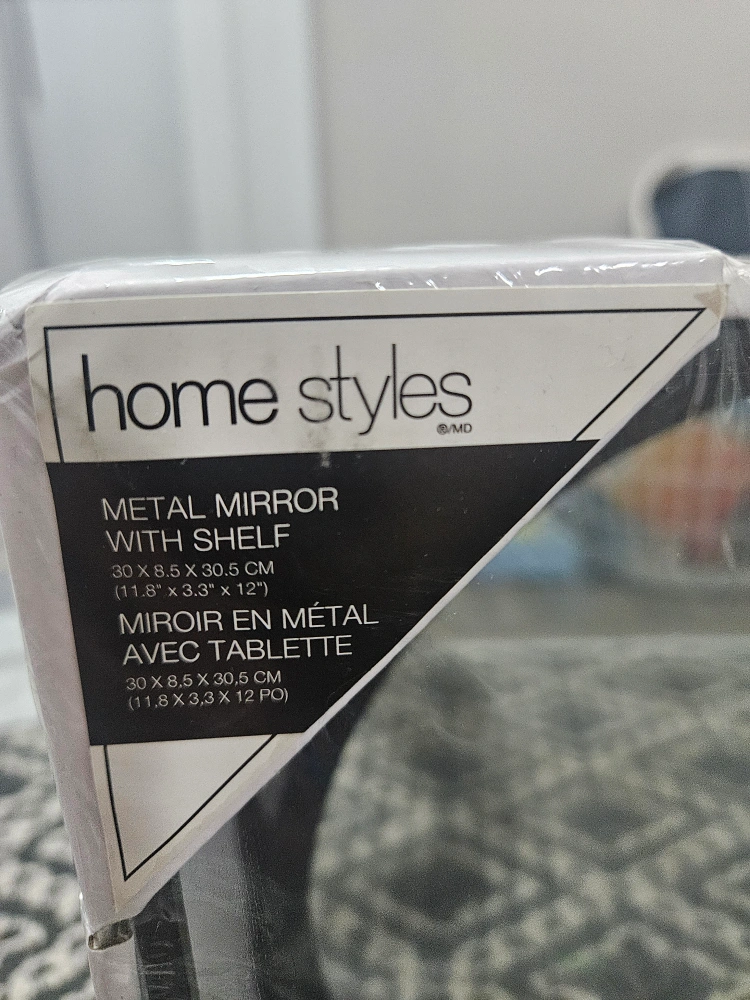 home styles
®/MD
METAL MIRROR
WITH SHELF
30 X 8.5 X 30.5 CM
(11.8" x 3.3" x 12")
MIROIR EN MÉTAL
AVEC TABLETTE
30 X 8,5 X 30,5 CM
(11,8 X 3,3 X 12 PO)